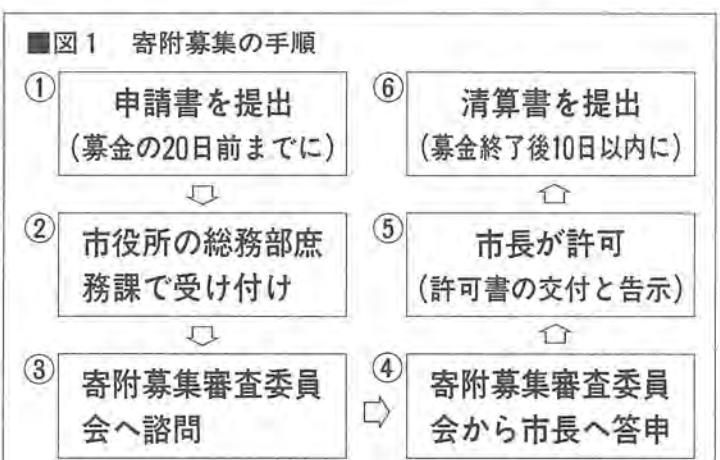 ■図1 寄附募集の手順
①
申請書を提出
(募金の20日前までに)
②
市役所の総務部庶
務課で受け付け
③
寄附募集審査委員
会へ諮問
④
寄附募集審査委員
会から市長へ答申
⑤
市長が許可
(許可書の交付と告示)
⑥
清算書を提出
(募金終了後10日以内に)